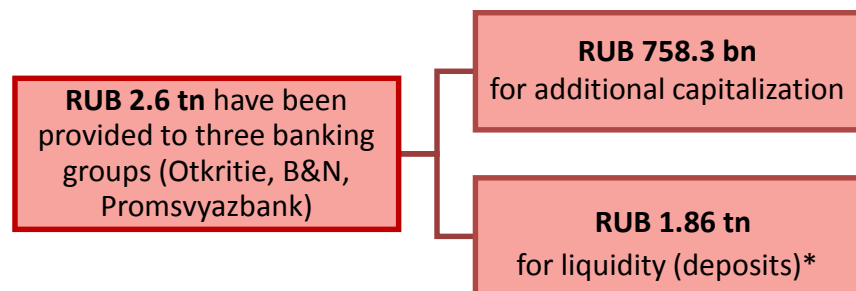 RUB 2.6 tn have been
provided to three banking
groups (Otkritie, B&N,
Promsvyazbank)
RUB 758.3 bn
for additional capitalization
RUB 1.86 tn
for liquidity (deposits)*